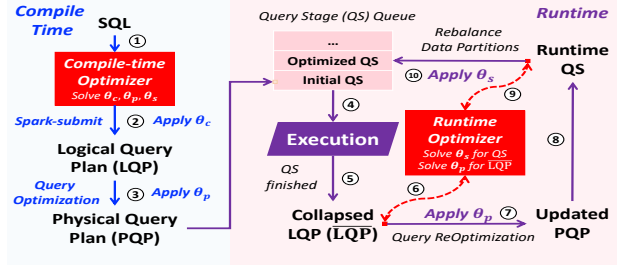 Compile
Time
SQL
①
Compile-time
Optimizer
Solve θc, θp, θs
Spark-submit
②
Apply θc
Logical Query
Plan (LQP)
Query
Optimization
③
Apply θp
Physical Query
Plan (PQP)
Query Stage (QS) Queue
...
Optimized QS
Initial QS
④
Execution
QS
finished
⑤
Collapsed
LQP (L̅Q̅P̅)
Runtime
Rebalance
Data Partitions
⑩ Apply θs
Runtime
QS
⑨
Runtime
Optimizer
Solve θs for QS
Solve θp for L̅Q̅P̅
⑥
⑧
Apply θp ⑦
Query ReOptimization
Updated
PQP